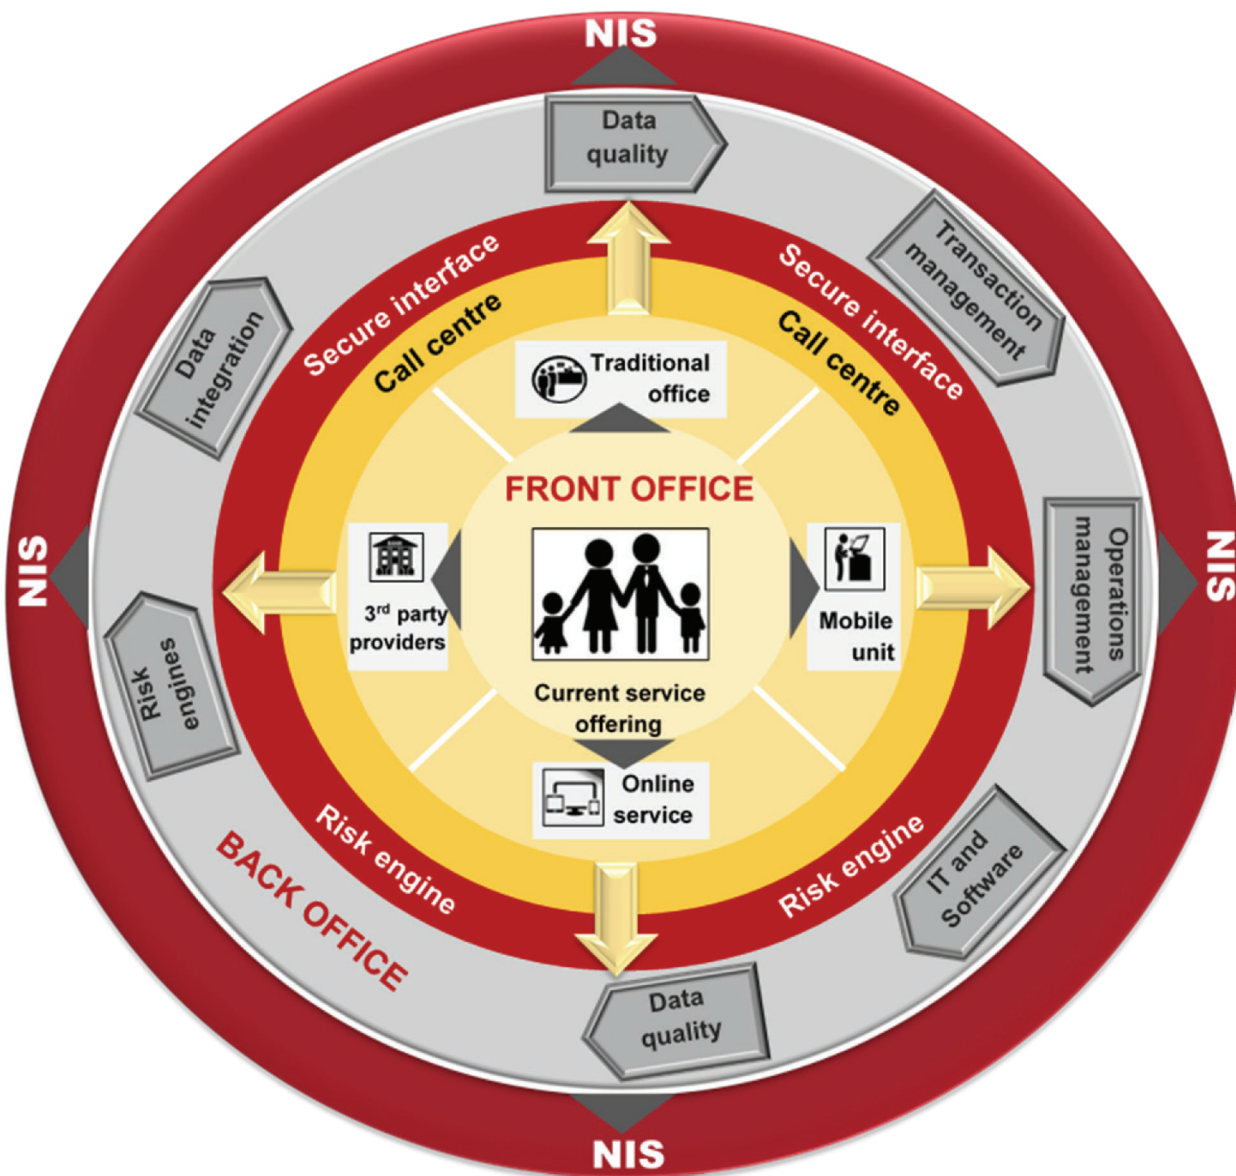 NIS
Data
quality
Transaction
management
Operations
management
IT and
Software
Data
quality
BACK OFFICE
Risk
engines
Data
integration
NIS
NIS
NIS
Secure interface
Secure interface
Risk engine
Risk engine
Call centre
Call centre
Traditional
office
FRONT OFFICE
3rd party
providers
Mobile
unit
Current service
offering
Online
service